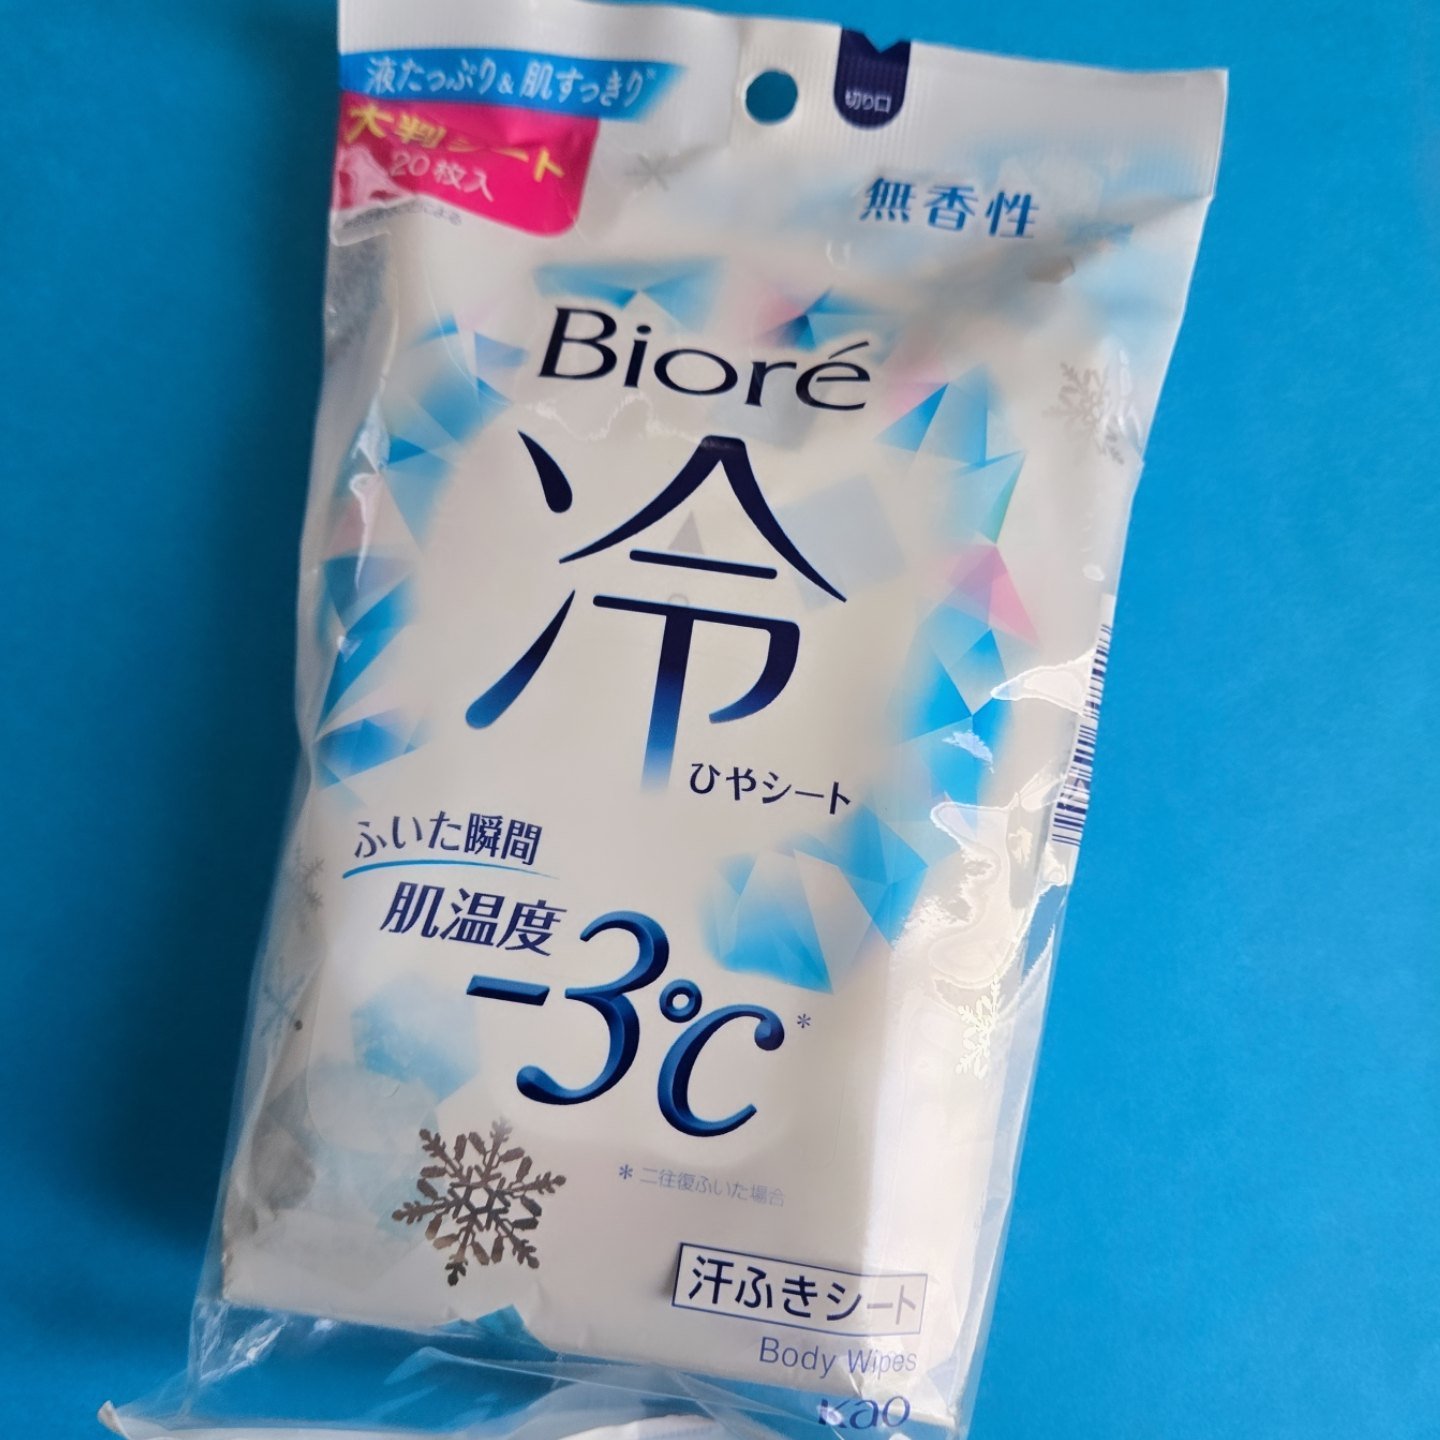 液たっぷり&肌すっきり*
大判シート
20枚入
切り口
無香性
Bioré
冷
ひやシート
ふいた瞬間
肌温度
-3℃*
*二往復ふいた場合
汗ふきシート
Body Wipes
Kao